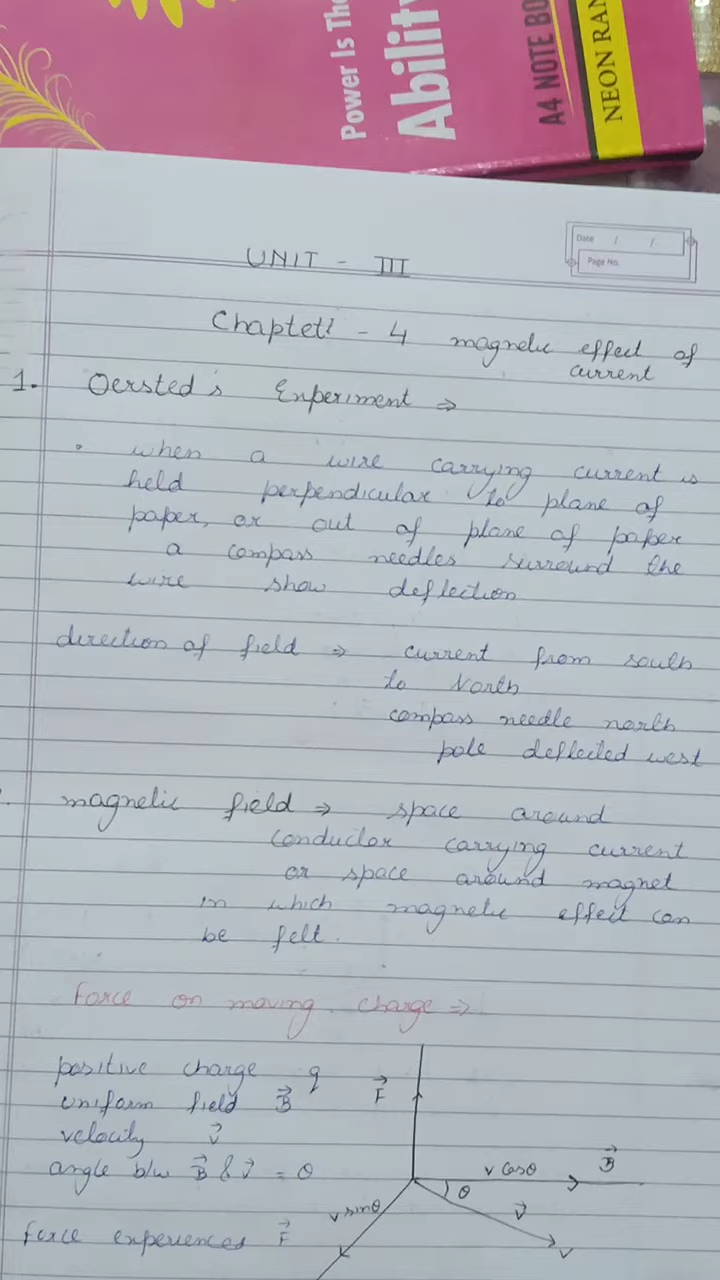 Power Is The
Ability
A4 NOTE BO
NEON RAN
Date / /
Page No.
UNIT - III
Chapter - 4 magnetic effect of
current
1. Oersted's Experiment ⇒
• when a wire carrying current is
held perpendicular to plane of
paper, or out of plane of paper
a compass needles surround the
wire show deflection
direction of field ⇒ current from south
to North
compass needle north
pole deflected west
magnetic field ⇒ space around
conductor carrying current
or space around magnet
in which magnetic effect can
be felt.
force on moving charge ⇒
positive charge q
uniform field B⃗
velocity v⃗
angle b/w B⃗ & v⃗ = θ
force experienced F⃗
F⃗
v cosθ
B⃗
θ
v⃗
v sinθ
v